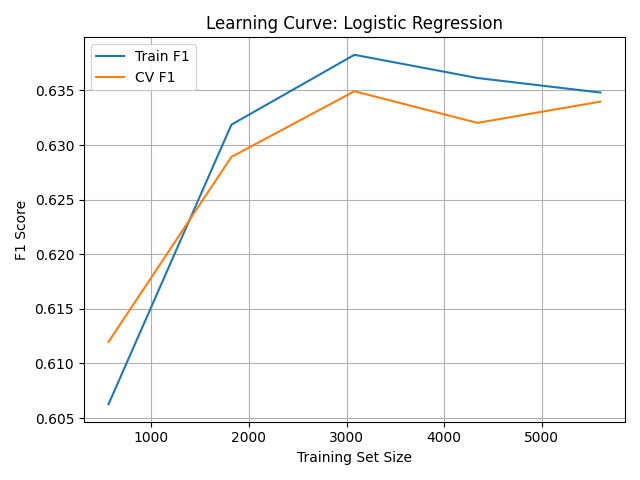 Learning Curve: Logistic Regression
Train F1
CV F1
F1 Score
0.635
0.630
0.625
0.620
0.615
0.610
0.605
1000 2000 3000 4000 5000
Training Set Size